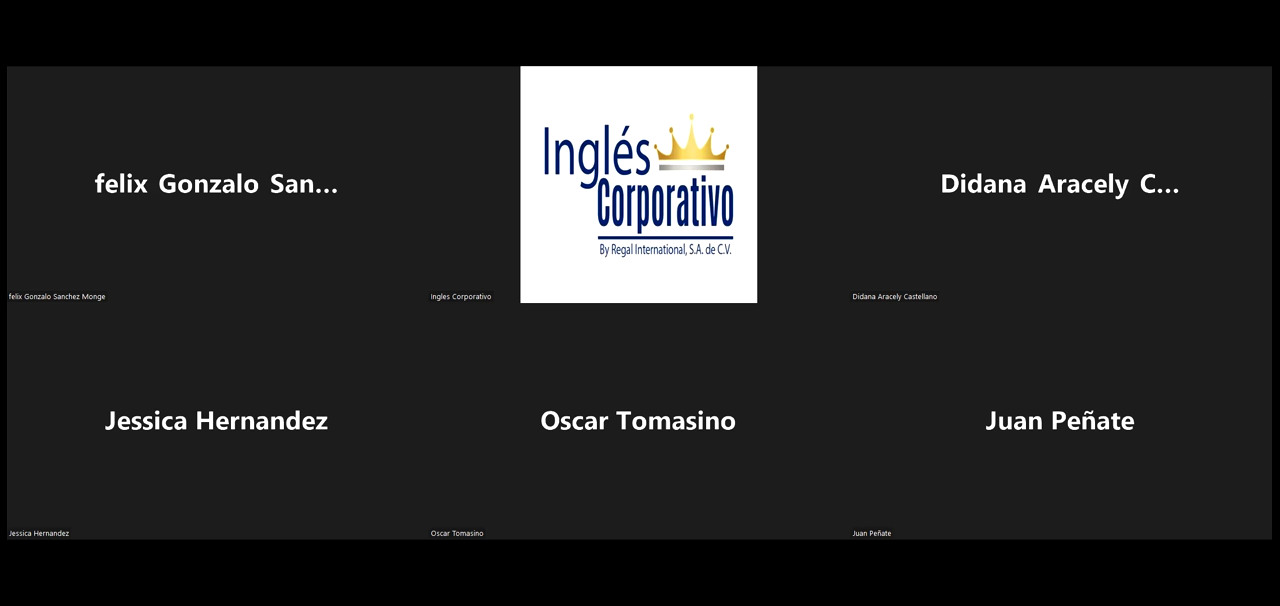 felix Gonzalo San...
felix Gonzalo Sanchez Monge
Inglés
Corporativo
By Regal International, S.A. de C.V.
Ingles Corporativo
Didana Aracely C...
Didana Aracely Castellano
Jessica Hernandez
Jessica Hernandez
Oscar Tomasino
Oscar Tomasino
Juan Peñate
Juan Peñate